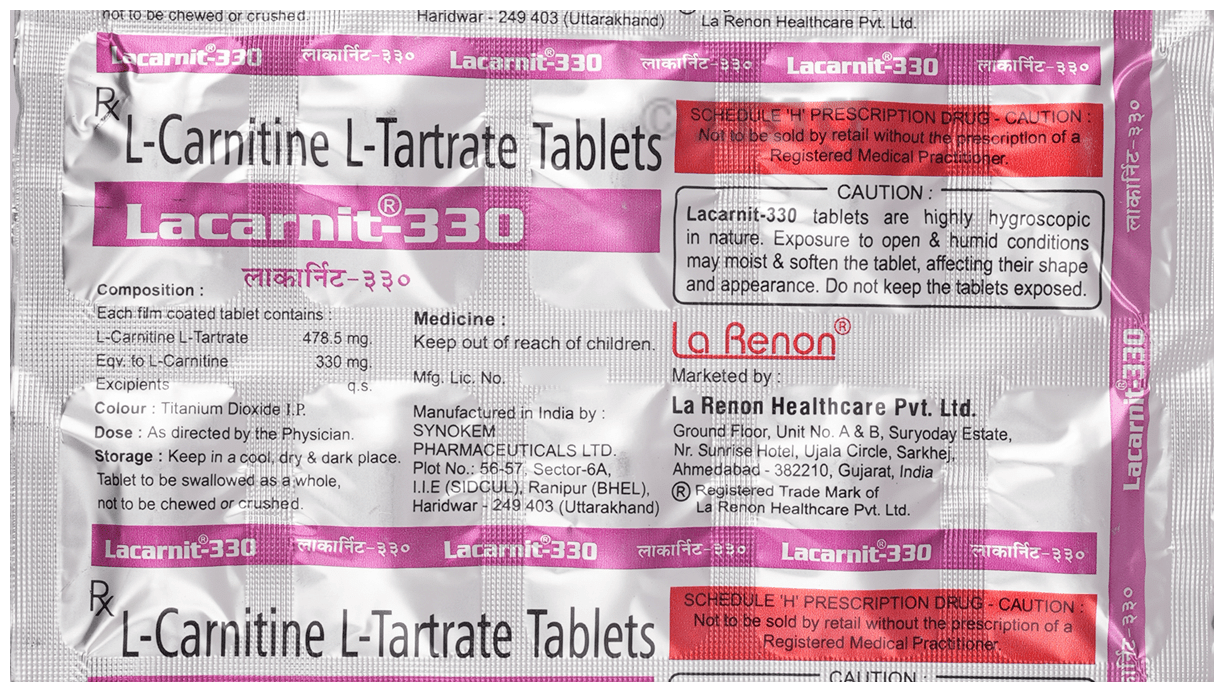 not to be chewed or crushed.
Haridwar - 249 403 (Uttarakhand)
La Renon Healthcare Pvt. Ltd.
Lacarnit®-330 लाकार्निट-३३० Lacarnit®-330 लाकार्निट-३३० Lacarnit®-330 लाकार्निट-३३०
Rx
L-Carnitine L-Tartrate Tablets
Lacarnit®-330
लाकार्निट-३३०
SCHEDULE 'H' PRESCRIPTION DRUG - CAUTION :
Not to be sold by retail without the prescription of a
Registered Medical Practitioner.
CAUTION :
Lacarnit-330 tablets are highly hygroscopic
in nature. Exposure to open & humid conditions
may moist & soften the tablet, affecting their shape
and appearance. Do not keep the tablets exposed.
Composition :
Each film coated tablet contains :
L-Carnitine L-Tartrate 478.5 mg.
Eqv. to L-Carnitine 330 mg.
Excipients q.s.
Colour : Titanium Dioxide I.P.
Dose : As directed by the Physician.
Storage : Keep in a cool, dry & dark place.
Tablet to be swallowed as a whole,
not to be chewed or crushed.
Medicine :
Keep out of reach of children.
Mfg. Lic. No.
Manufactured in India by :
SYNOKEM
PHARMACEUTICALS LTD.
Plot No.: 56-57, Sector-6A,
I.I.E (SIDCUL), Ranipur (BHEL),
Haridwar - 249 403 (Uttarakhand)
La Renon®
Marketed by :
La Renon Healthcare Pvt. Ltd.
Ground Floor, Unit No. A & B, Suryoday Estate,
Nr. Sunrise Hotel, Ujala Circle, Sarkhej,
Ahmedabad - 382210, Gujarat, India
® Registered Trade Mark of
La Renon Healthcare Pvt. Ltd.
लाकार्निट-३३०
Lacarnit®-330
लाकार्निट-३३०
Lacarnit®-330 लाकार्निट-३३० Lacarnit®-330 लाकार्निट-३३० Lacarnit®-330 लाकार्निट-३३०
Rx
L-Carnitine L-Tartrate Tablets
SCHEDULE 'H' PRESCRIPTION DRUG - CAUTION :
Not to be sold by retail without the prescription of a
Registered Medical Practitioner.
CAUTION :